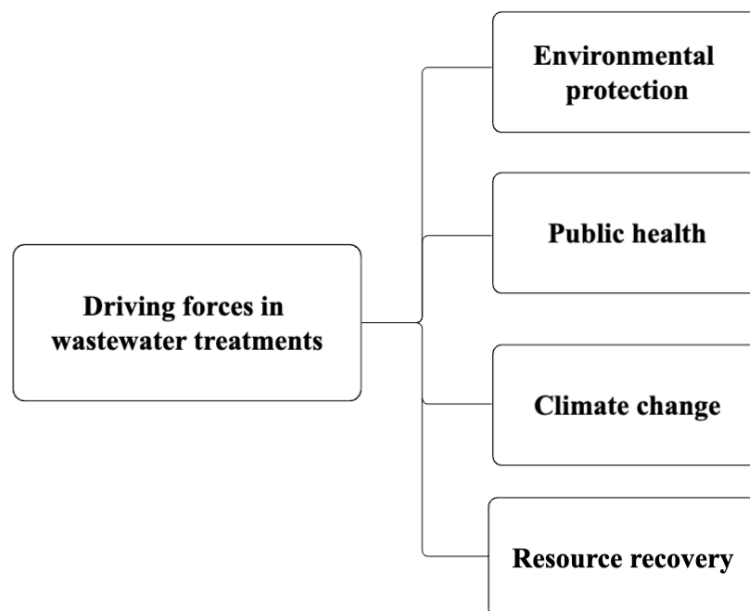 Environmental
protection
Public health
Driving forces in
wastewater treatments
Climate change
Resource recovery